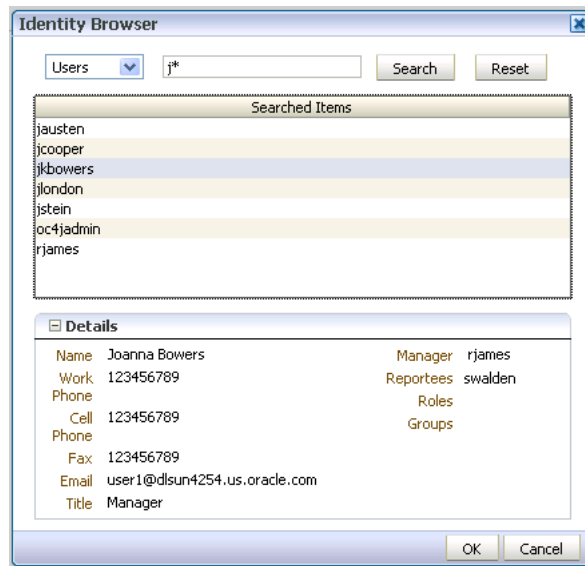 Identity Browser
Users j* Search Reset
Searched Items
jausten
jcooper
jkbowers
jlondon
jstein
oc4jadmin
rjames
Details
Name Joanna Bowers Manager rjames
Work Phone 123456789 Reportees swalden
Roles
Cell Phone 123456789 Groups
Fax 123456789
Email user1@dlsun4254.us.oracle.com
Title Manager
OK Cancel